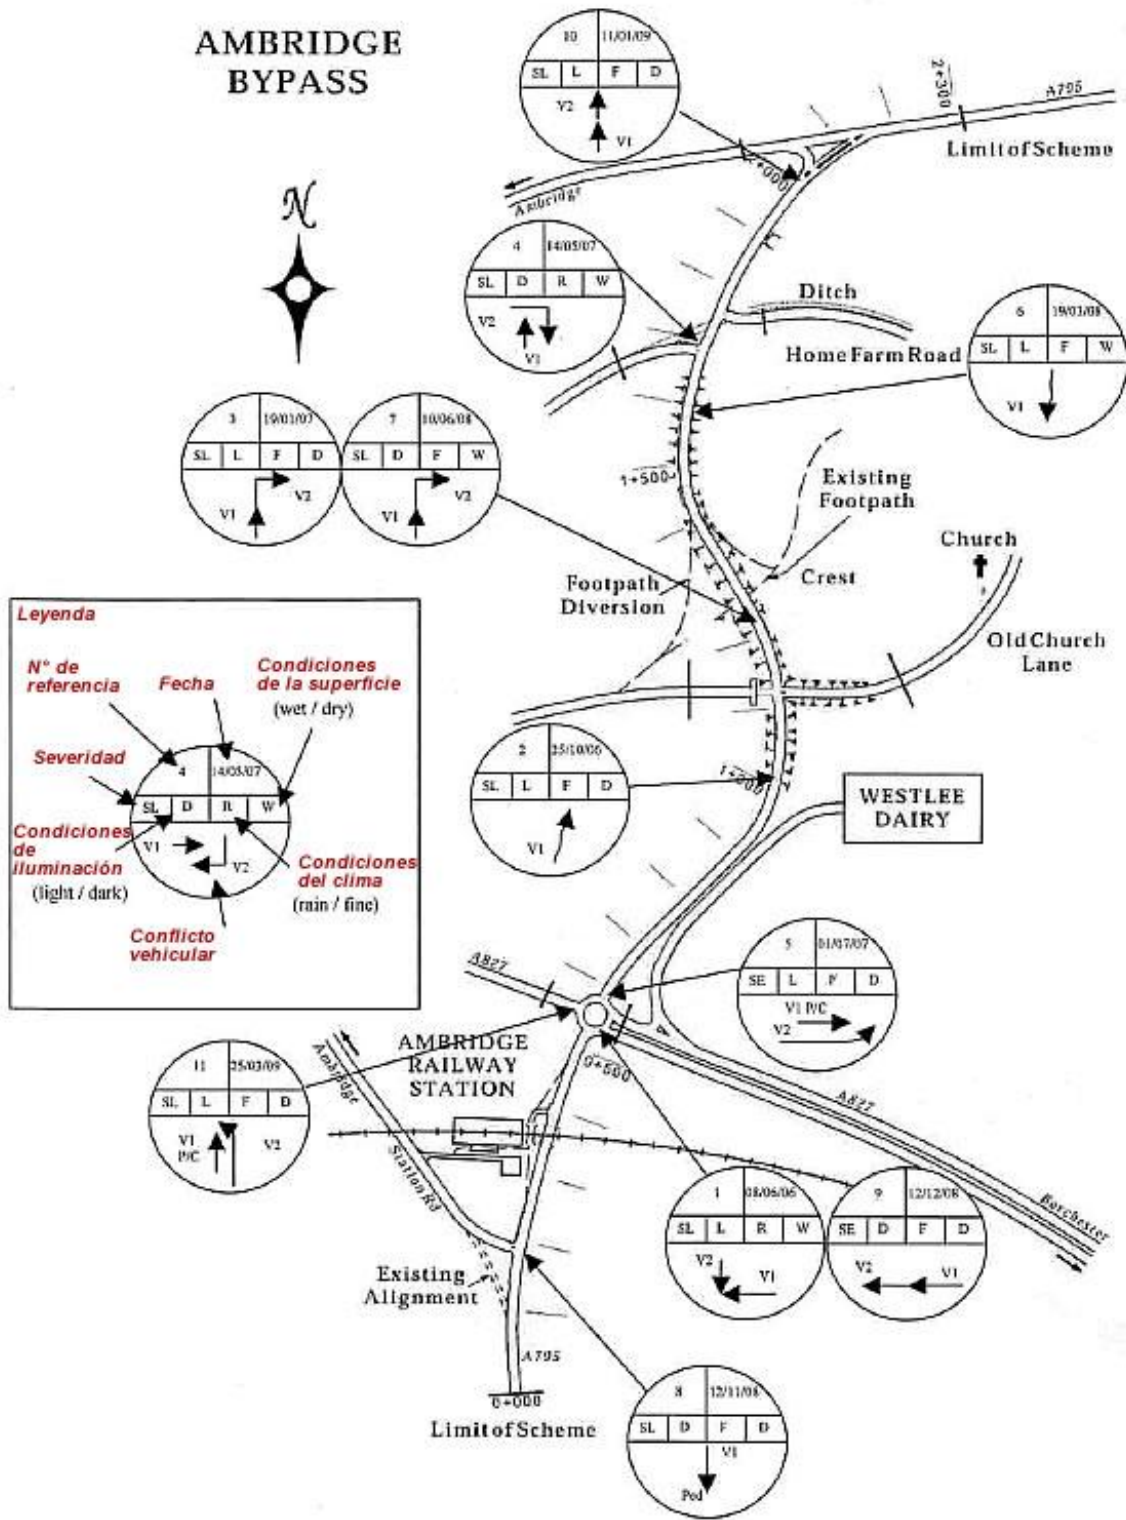 AMBRIDGE
BYPASS
N
10 11/01/09
SL L F D
V2
V1
2+300
A795
Limit of Scheme
Ambridge
4 14/05/07
SL D R W
V2
V1
Ditch
Home Farm Road
6
SL L F W
V1
3 19/01/07
SL L F D
V1 V2
7 10/06/08
SL D F W
V1 V2
1+500
Existing
Footpath
Church
Footpath
Diversion
Crest
Old Church
Lane
Leyenda
N° de
referencia
Fecha
Condiciones
de la superficie
(wet / dry)
Severidad
4 14/05/07
SL D R W
V1
V2
Condiciones
de
iluminación
(light / dark)
Condiciones
del clima
(rain / fine)
Conflicto
vehicular
2 25/10/06
SL L F D
V1
WESTLEE
DAIRY
5 01/07/07
SE L F D
V1 P/C
V2
A827
AMBRIDGE
RAILWAY
STATION
0+500
Ambridge
Station Rd
11 25/03/09
SL L F D
V1
P/C
V2
A827
Borchester
1 08/06/06
SL L R W
V2
V1
9 12/12/08
SE D F D
V2 V1
Existing
Alignment
A795
0+000
Limit of Scheme
8 12/11/08
SL D F D
V1
Ped